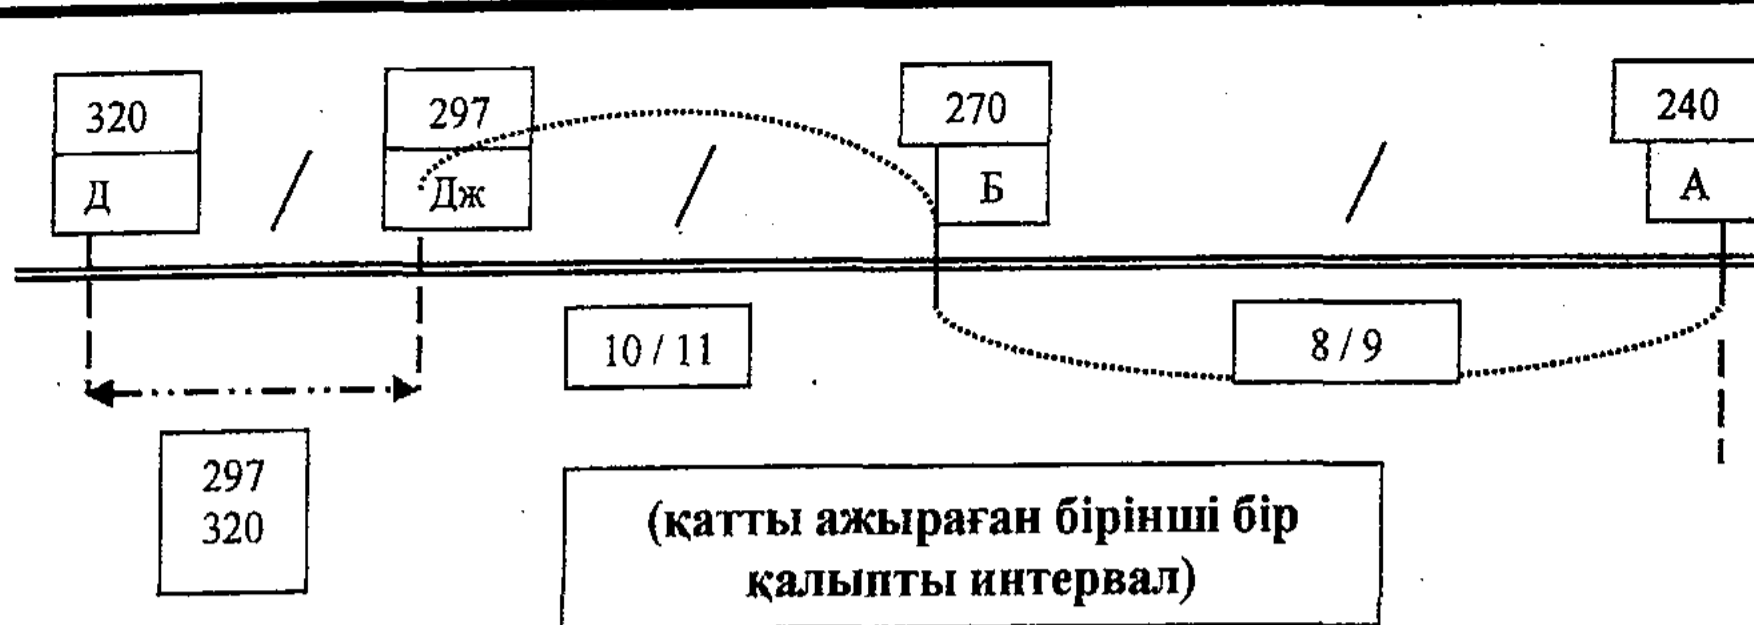 320 297 270 240
Д Дж Б А
10 / 11 8 / 9
297
320
(қатты ажыраған бірінші бір
қалыпты интервал)